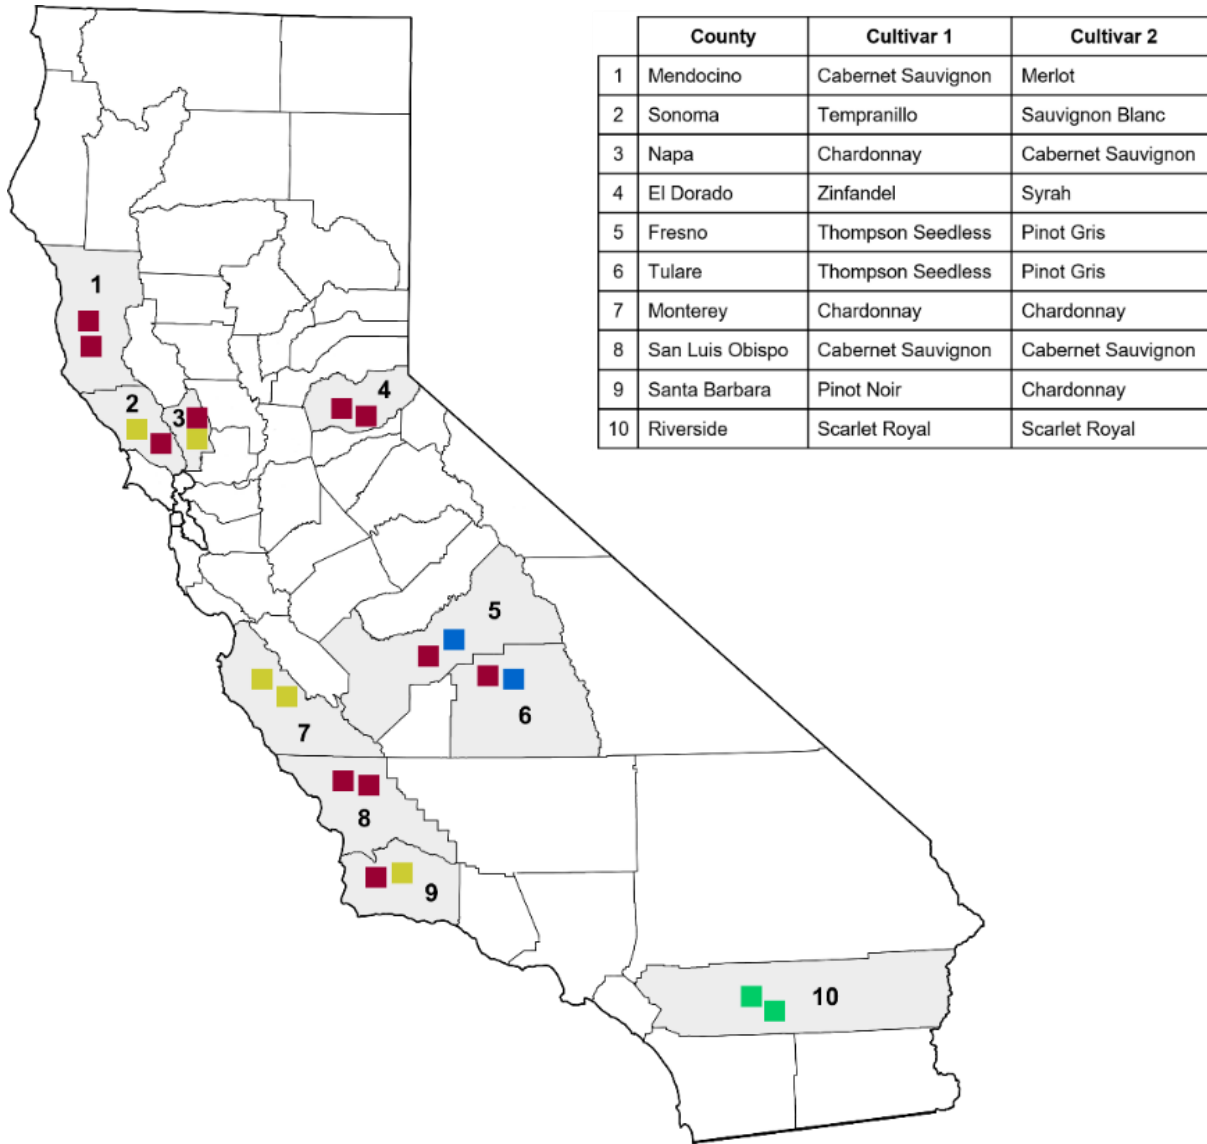 County Cultivar 1 Cultivar 2
1 Mendocino Cabernet Sauvignon Merlot
2 Sonoma Tempranillo Sauvignon Blanc
3 Napa Chardonnay Cabernet Sauvignon
4 El Dorado Zinfandel Syrah
5 Fresno Thompson Seedless Pinot Gris
6 Tulare Thompson Seedless Pinot Gris
7 Monterey Chardonnay Chardonnay
8 San Luis Obispo Cabernet Sauvignon Cabernet Sauvignon
9 Santa Barbara Pinot Noir Chardonnay
10 Riverside Scarlet Royal Scarlet Royal
1
2
3
4
5
6
7
8
9
10